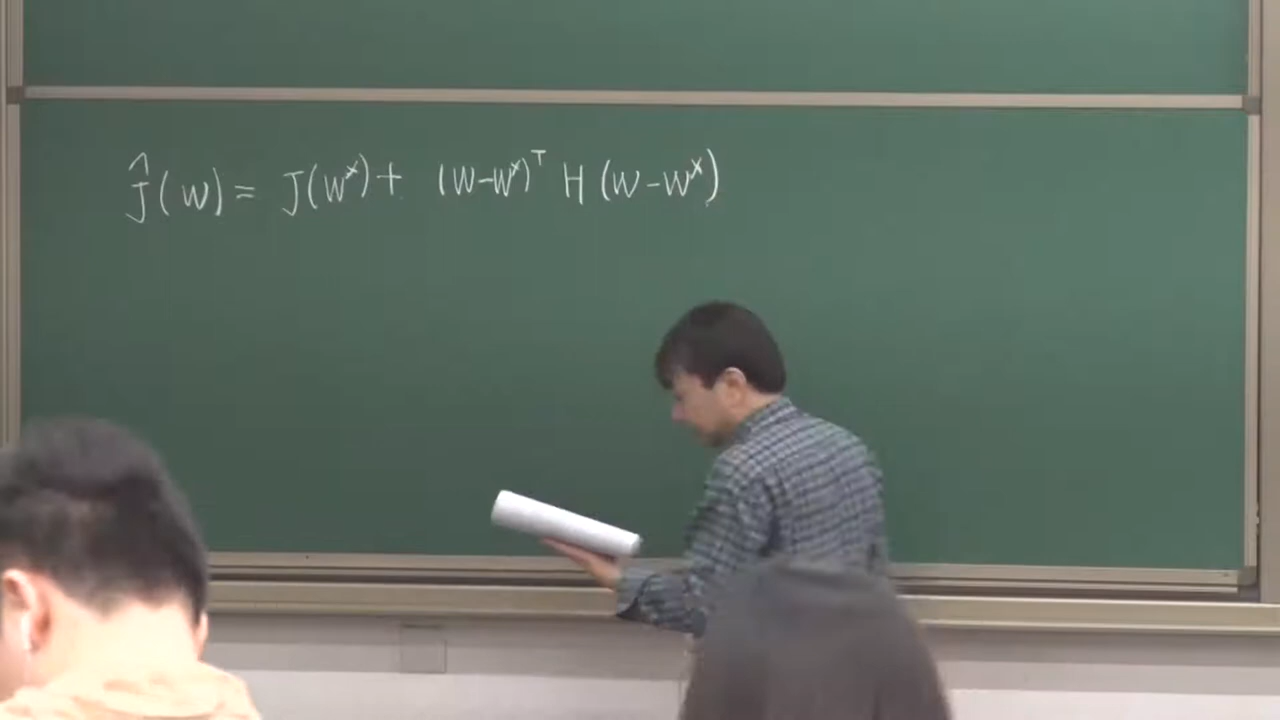 Ĵ(w) = J(w*) + (w-w*)ᵀ H (w-w*)